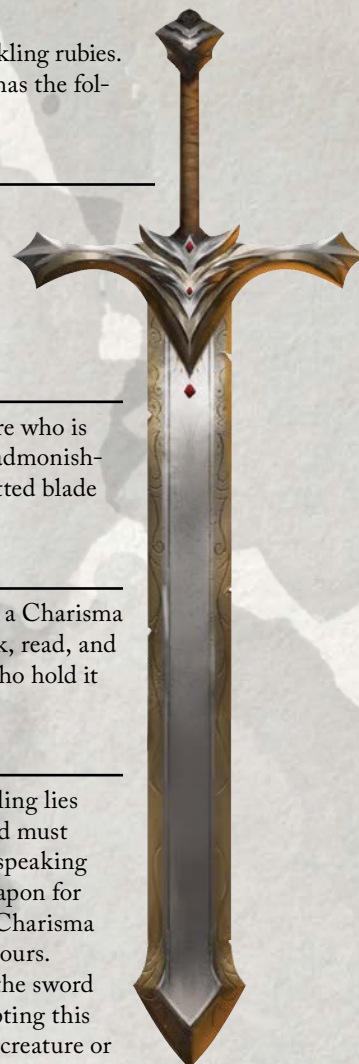 kling rubies.
has the fol-
re who is
admonish-
tted blade
a Charisma
k, read, and
ho hold it
ling lies
d must
speaking
apon for
Charisma
ours.
he sword
pting this
creature or